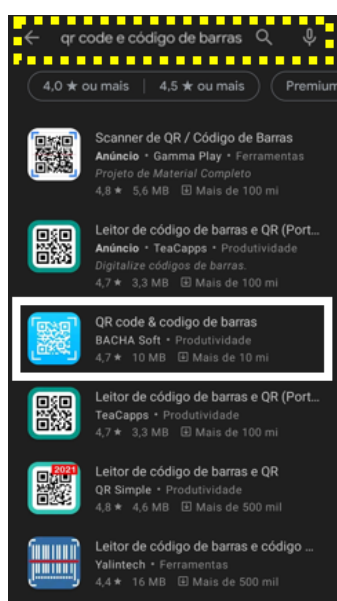 qr code e código de barras
4,0 ★ ou mais | 4,5 ★ ou mais
Premium
Scanner de QR / Código de Barras
Anúncio • Gamma Play • Ferramentas
Projeto de Material Completo
4,8 ★ 5,6 MB Mais de 100 mi
Leitor de código de barras e QR (Port...
Anúncio • TeaCapps • Produtividade
Digitalize códigos de barras.
4,7 ★ 3,3 MB Mais de 100 mi
QR code & codigo de barras
BACHA Soft • Produtividade
4,7 ★ 10 MB Mais de 10 mi
Leitor de código de barras e QR (Port...
TeaCapps • Produtividade
4,7 ★ 3,3 MB Mais de 100 mi
2021
Leitor de código de barras e QR
QR Simple • Produtividade
4,8 ★ 4,6 MB Mais de 500 mil
Leitor de código de barras e código ...
Yalintech • Ferramentas
4,4 ★ 16 MB Mais de 500 mil